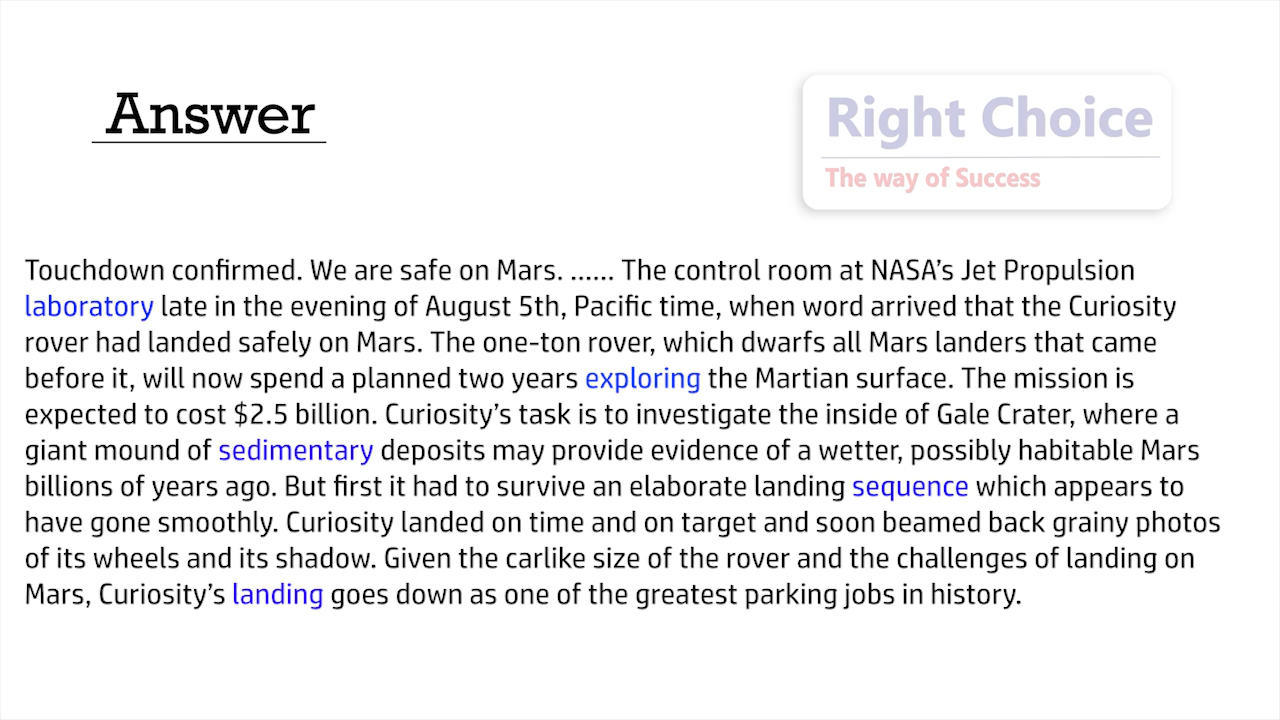 Answer
Right Choice
The way of Success
Touchdown confirmed. We are safe on Mars. ...... The control room at NASA's Jet Propulsion
laboratory late in the evening of August 5th, Pacific time, when word arrived that the Curiosity
rover had landed safely on Mars. The one-ton rover, which dwarfs all Mars landers that came
before it, will now spend a planned two years exploring the Martian surface. The mission is
expected to cost $2.5 billion. Curiosity's task is to investigate the inside of Gale Crater, where a
giant mound of sedimentary deposits may provide evidence of a wetter, possibly habitable Mars
billions of years ago. But first it had to survive an elaborate landing sequence which appears to
have gone smoothly. Curiosity landed on time and on target and soon beamed back grainy photos
of its wheels and its shadow. Given the carlike size of the rover and the challenges of landing on
Mars, Curiosity's landing goes down as one of the greatest parking jobs in history.